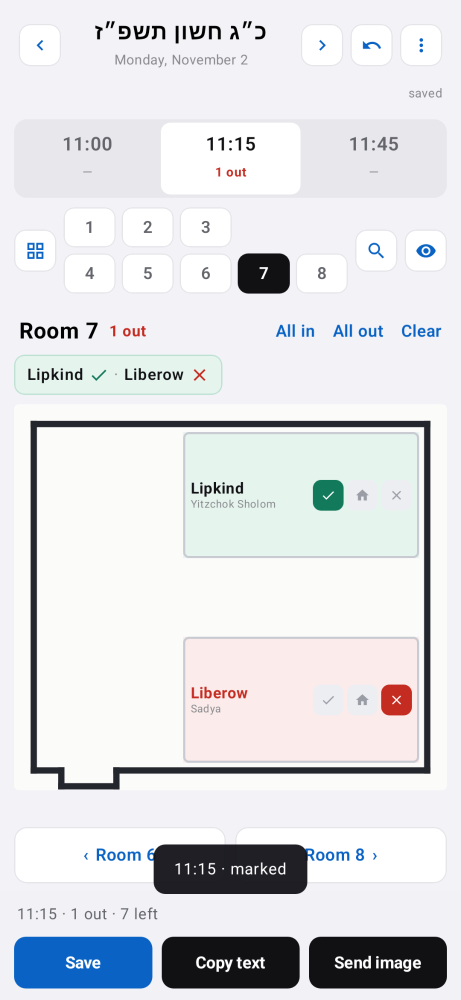 כ״ג חשון תשפ״ז
Monday, November 2
saved
11:00 11:15 11:45
– 1 out –
1 2 3
4 5 6 7 8
Room 7 1 out All in All out Clear
Lipkind · Liberow
Lipkind
Yitzchok Sholom
Liberow
Sadya
‹ Room 6 Room 8 ›
11:15 · marked
11:15 · 1 out · 7 left
Save Copy text Send image